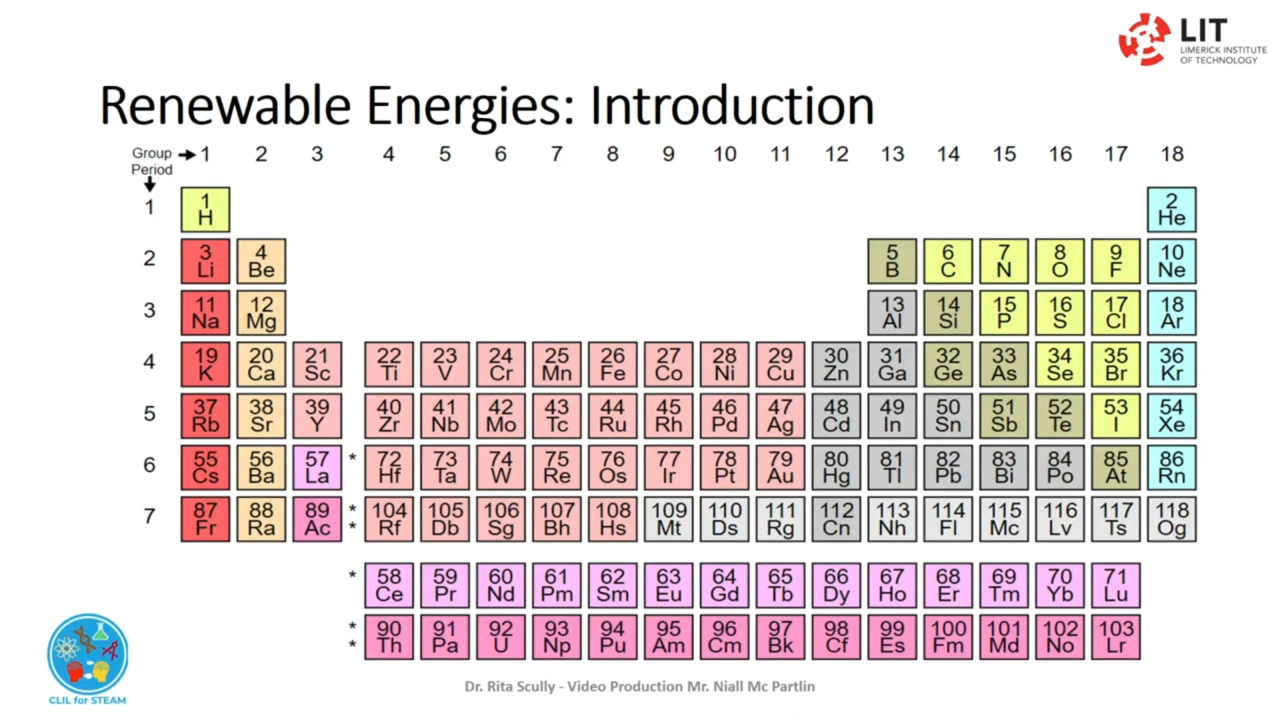 LIT
LIMERICK INSTITUTE
OF TECHNOLOGY
Renewable Energies: Introduction
Group 1 2 3 4 5 6 7 8 9 10 11 12 13 14 15 16 17 18
Period
1 1 2
H He
2 3 4 5 6 7 8 9 10
Li Be B C N O F Ne
3 11 12 13 14 15 16 17 18
Na Mg Al Si P S Cl Ar
4 19 20 21 22 23 24 25 26 27 28 29 30 31 32 33 34 35 36
K Ca Sc Ti V Cr Mn Fe Co Ni Cu Zn Ga Ge As Se Br Kr
5 37 38 39 40 41 42 43 44 45 46 47 48 49 50 51 52 53 54
Rb Sr Y Zr Nb Mo Tc Ru Rh Pd Ag Cd In Sn Sb Te I Xe
6 55 56 57 * 72 73 74 75 76 77 78 79 80 81 82 83 84 85 86
Cs Ba La Hf Ta W Re Os Ir Pt Au Hg Tl Pb Bi Po At Rn
7 87 88 89 * 104 105 106 107 108 109 110 111 112 113 114 115 116 117 118
Fr Ra Ac * Rf Db Sg Bh Hs Mt Ds Rg Cn Nh Fl Mc Lv Ts Og
* 58 59 60 61 62 63 64 65 66 67 68 69 70 71
Ce Pr Nd Pm Sm Eu Gd Tb Dy Ho Er Tm Yb Lu
* 90 91 92 93 94 95 96 97 98 99 100 101 102 103
* Th Pa U Np Pu Am Cm Bk Cf Es Fm Md No Lr
CLIL for STEAM
Dr. Rita Scully - Video Production Mr. Niall Mc Partlin